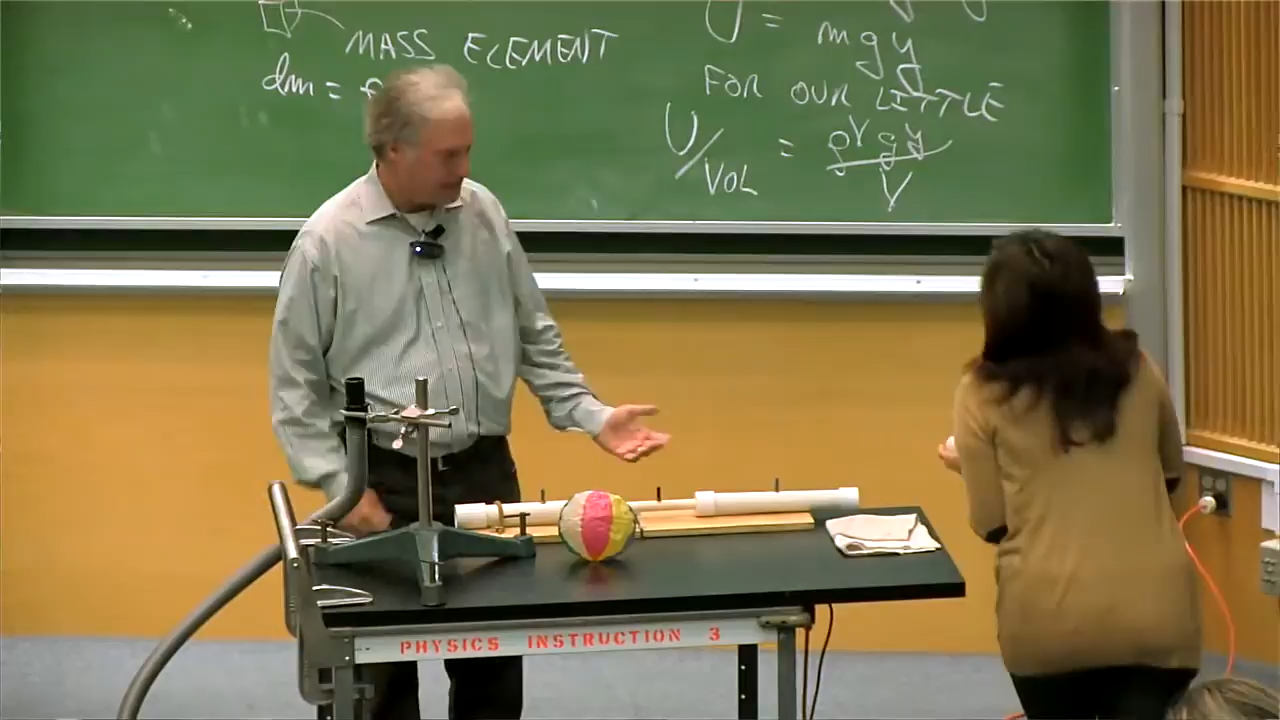 MASS ELEMENT
dm =
U = mgy
FOR OUR LITTLE
U/VOL = ρVgy/V
PHYSICS INSTRUCTION 3